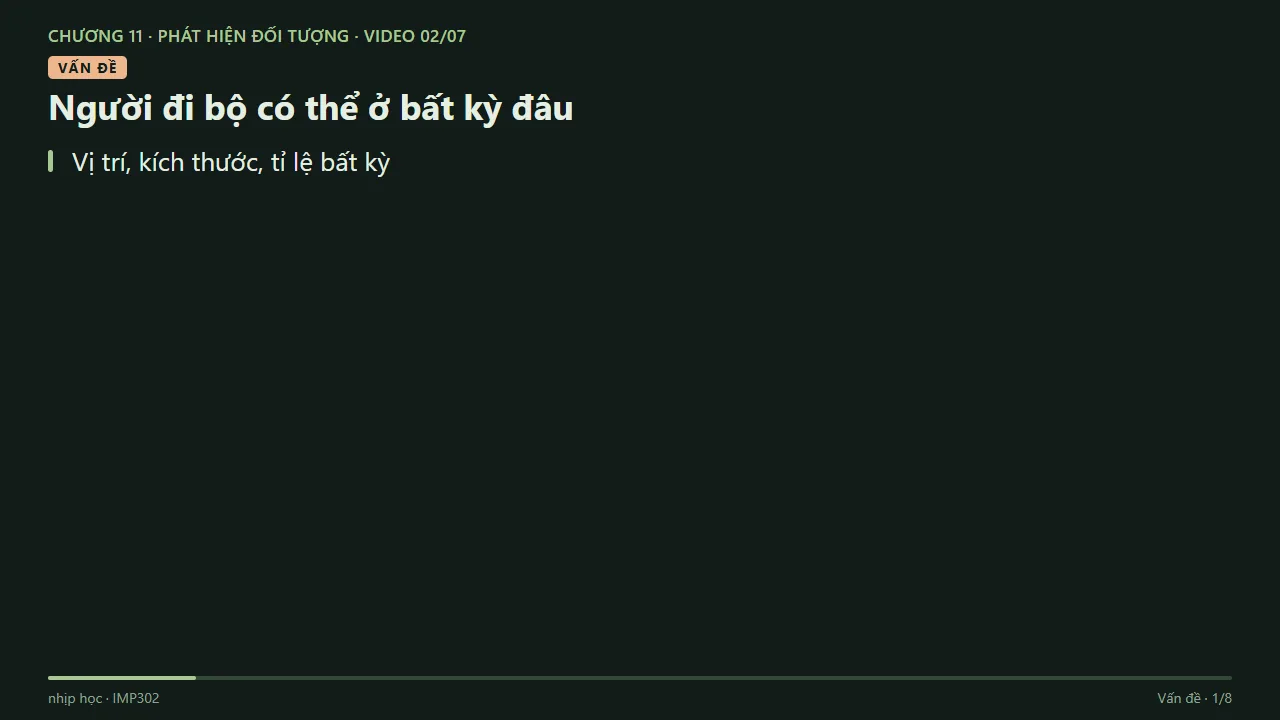 CHƯƠNG 11 · PHÁT HIỆN ĐỐI TƯỢNG · VIDEO 02/07
VẤN ĐỀ
Người đi bộ có thể ở bất kỳ đâu
Vị trí, kích thước, tỉ lệ bất kỳ
nhịp học · IMP302
Vấn đề · 1/8